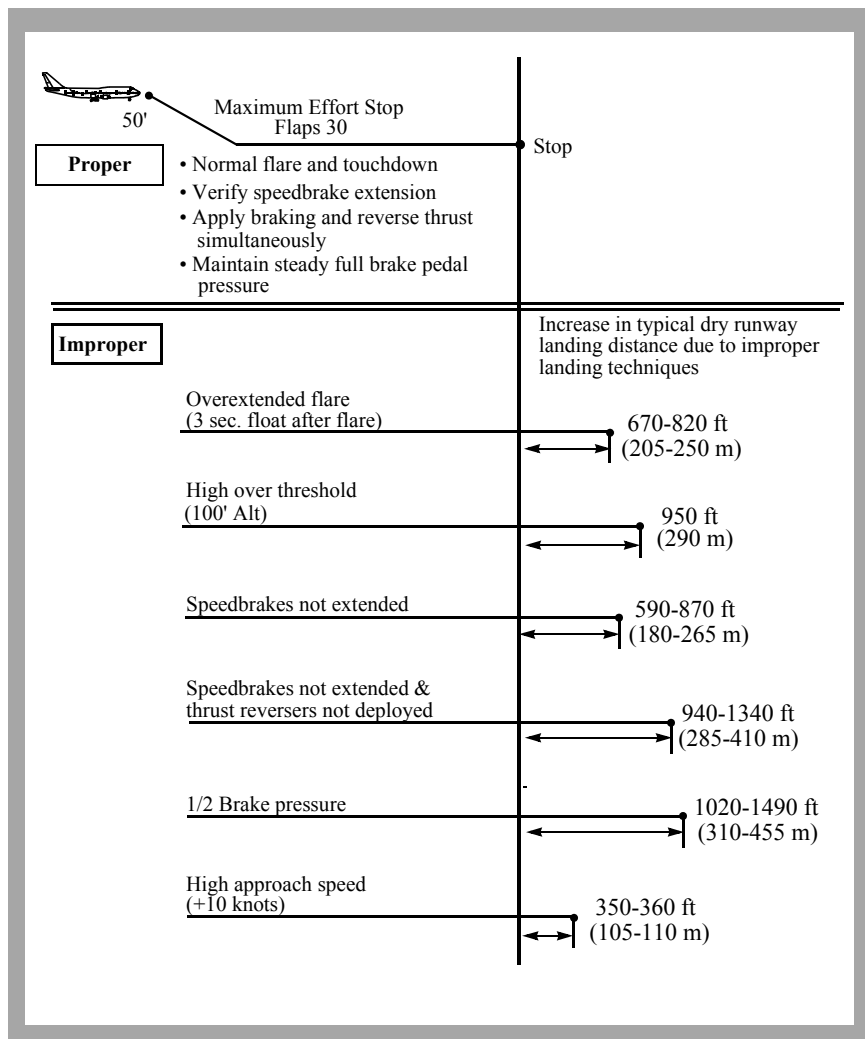 50'
Maximum Effort Stop
Flaps 30
Stop
Proper
• Normal flare and touchdown
• Verify speedbrake extension
• Apply braking and reverse thrust
simultaneously
• Maintain steady full brake pedal
pressure
Improper
Increase in typical dry runway
landing distance due to improper
landing techniques
Overextended flare
(3 sec. float after flare)
670-820 ft
(205-250 m)
High over threshold
(100' Alt)
950 ft
(290 m)
Speedbrakes not extended
590-870 ft
(180-265 m)
Speedbrakes not extended &
thrust reversers not deployed
940-1340 ft
(285-410 m)
1/2 Brake pressure
1020-1490 ft
(310-455 m)
High approach speed
(+10 knots)
350-360 ft
(105-110 m)